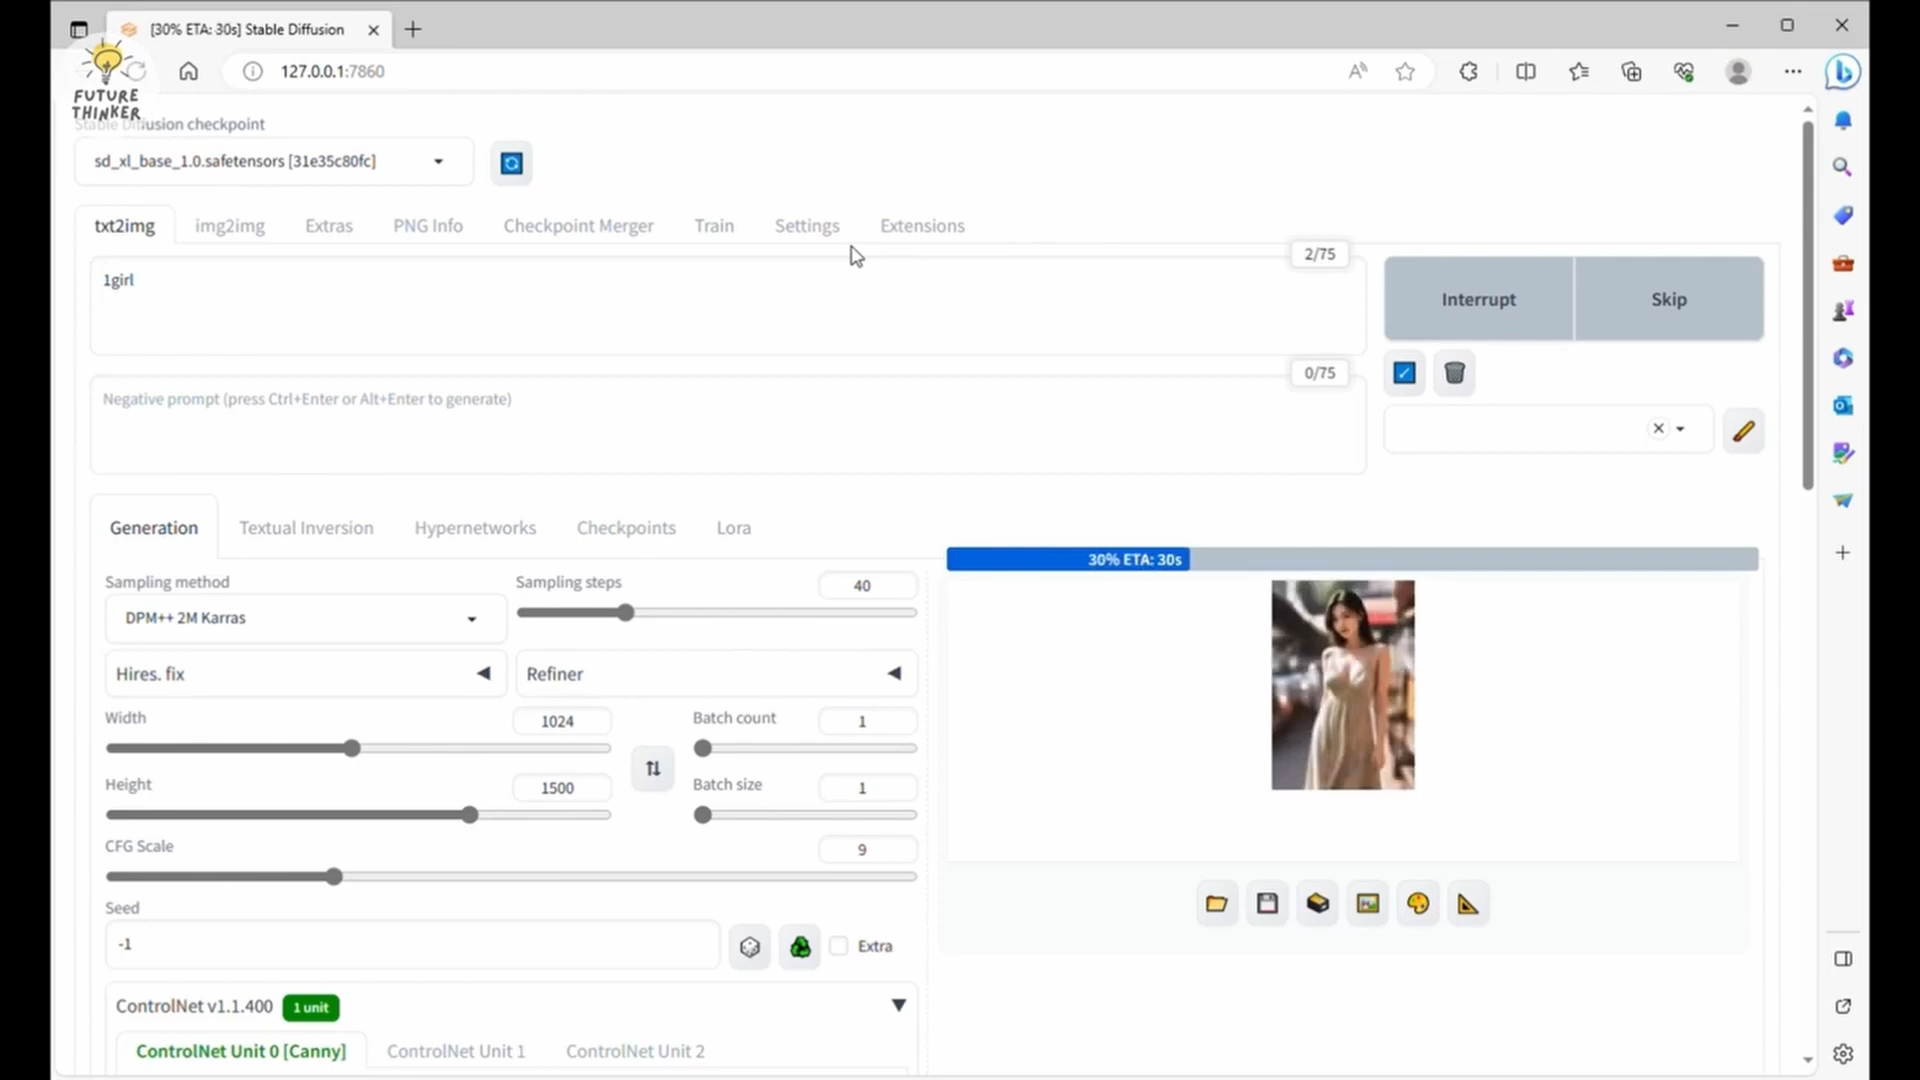 [30% ETA: 30s] Stable Diffusion
127.0.0.1:7860
FUTURE
THINKER
Stable Diffusion checkpoint
sd_xl_base_1.0.safetensors [31e35c80fc]
txt2img img2img Extras PNG Info Checkpoint Merger Train Settings Extensions
2/75
1girl
Interrupt Skip
0/75
Negative prompt (press Ctrl+Enter or Alt+Enter to generate)
Generation Textual Inversion Hypernetworks Checkpoints Lora
30% ETA: 30s
Sampling method Sampling steps 40
DPM++ 2M Karras
Hires. fix Refiner
Width 1024 Batch count 1
Height 1500 Batch size 1
CFG Scale 9
Seed
-1 Extra
ControlNet v1.1.400 1 unit
ControlNet Unit 0 [Canny] ControlNet Unit 1 ControlNet Unit 2